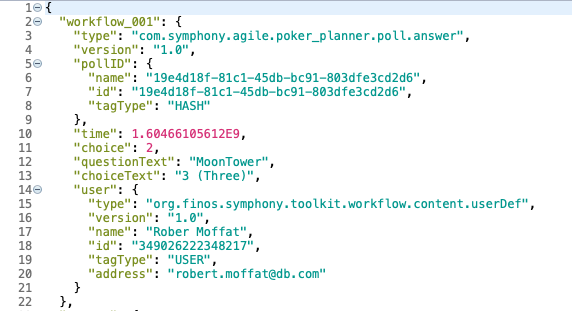 1 {
2 "workflow_001": {
3 "type": "com.symphony.agile.poker_planner.poll.answer",
4 "version": "1.0",
5 "pollID": {
6 "name": "19e4d18f-81c1-45db-bc91-803dfe3cd2d6",
7 "id": "19e4d18f-81c1-45db-bc91-803dfe3cd2d6",
8 "tagType": "HASH"
9 },
10 "time": 1.60466105612E9,
11 "choice": 2,
12 "questionText": "MoonTower",
13 "choiceText": "3 (Three)",
14 "user": {
15 "type": "org.finos.symphony.toolkit.workflow.content.userDef",
16 "version": "1.0",
17 "name": "Rober Moffat",
18 "id": "349026222348217",
19 "tagType": "USER",
20 "address": "robert.moffat@db.com"
21 }
22 },